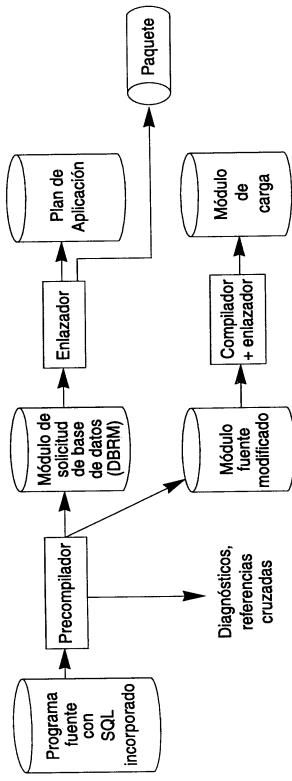 Programa
fuente
con
SQL
incorporado
Precompilador
Diagnósticos,
referencias
cruzadas
Módulo de
solicitud
de base
de datos
(DBRM)
Módulo
fuente
modificado
Enlazador
Compilador
+ enlazador
Plan de
Aplicación
Módulo
de
carga
Paquete